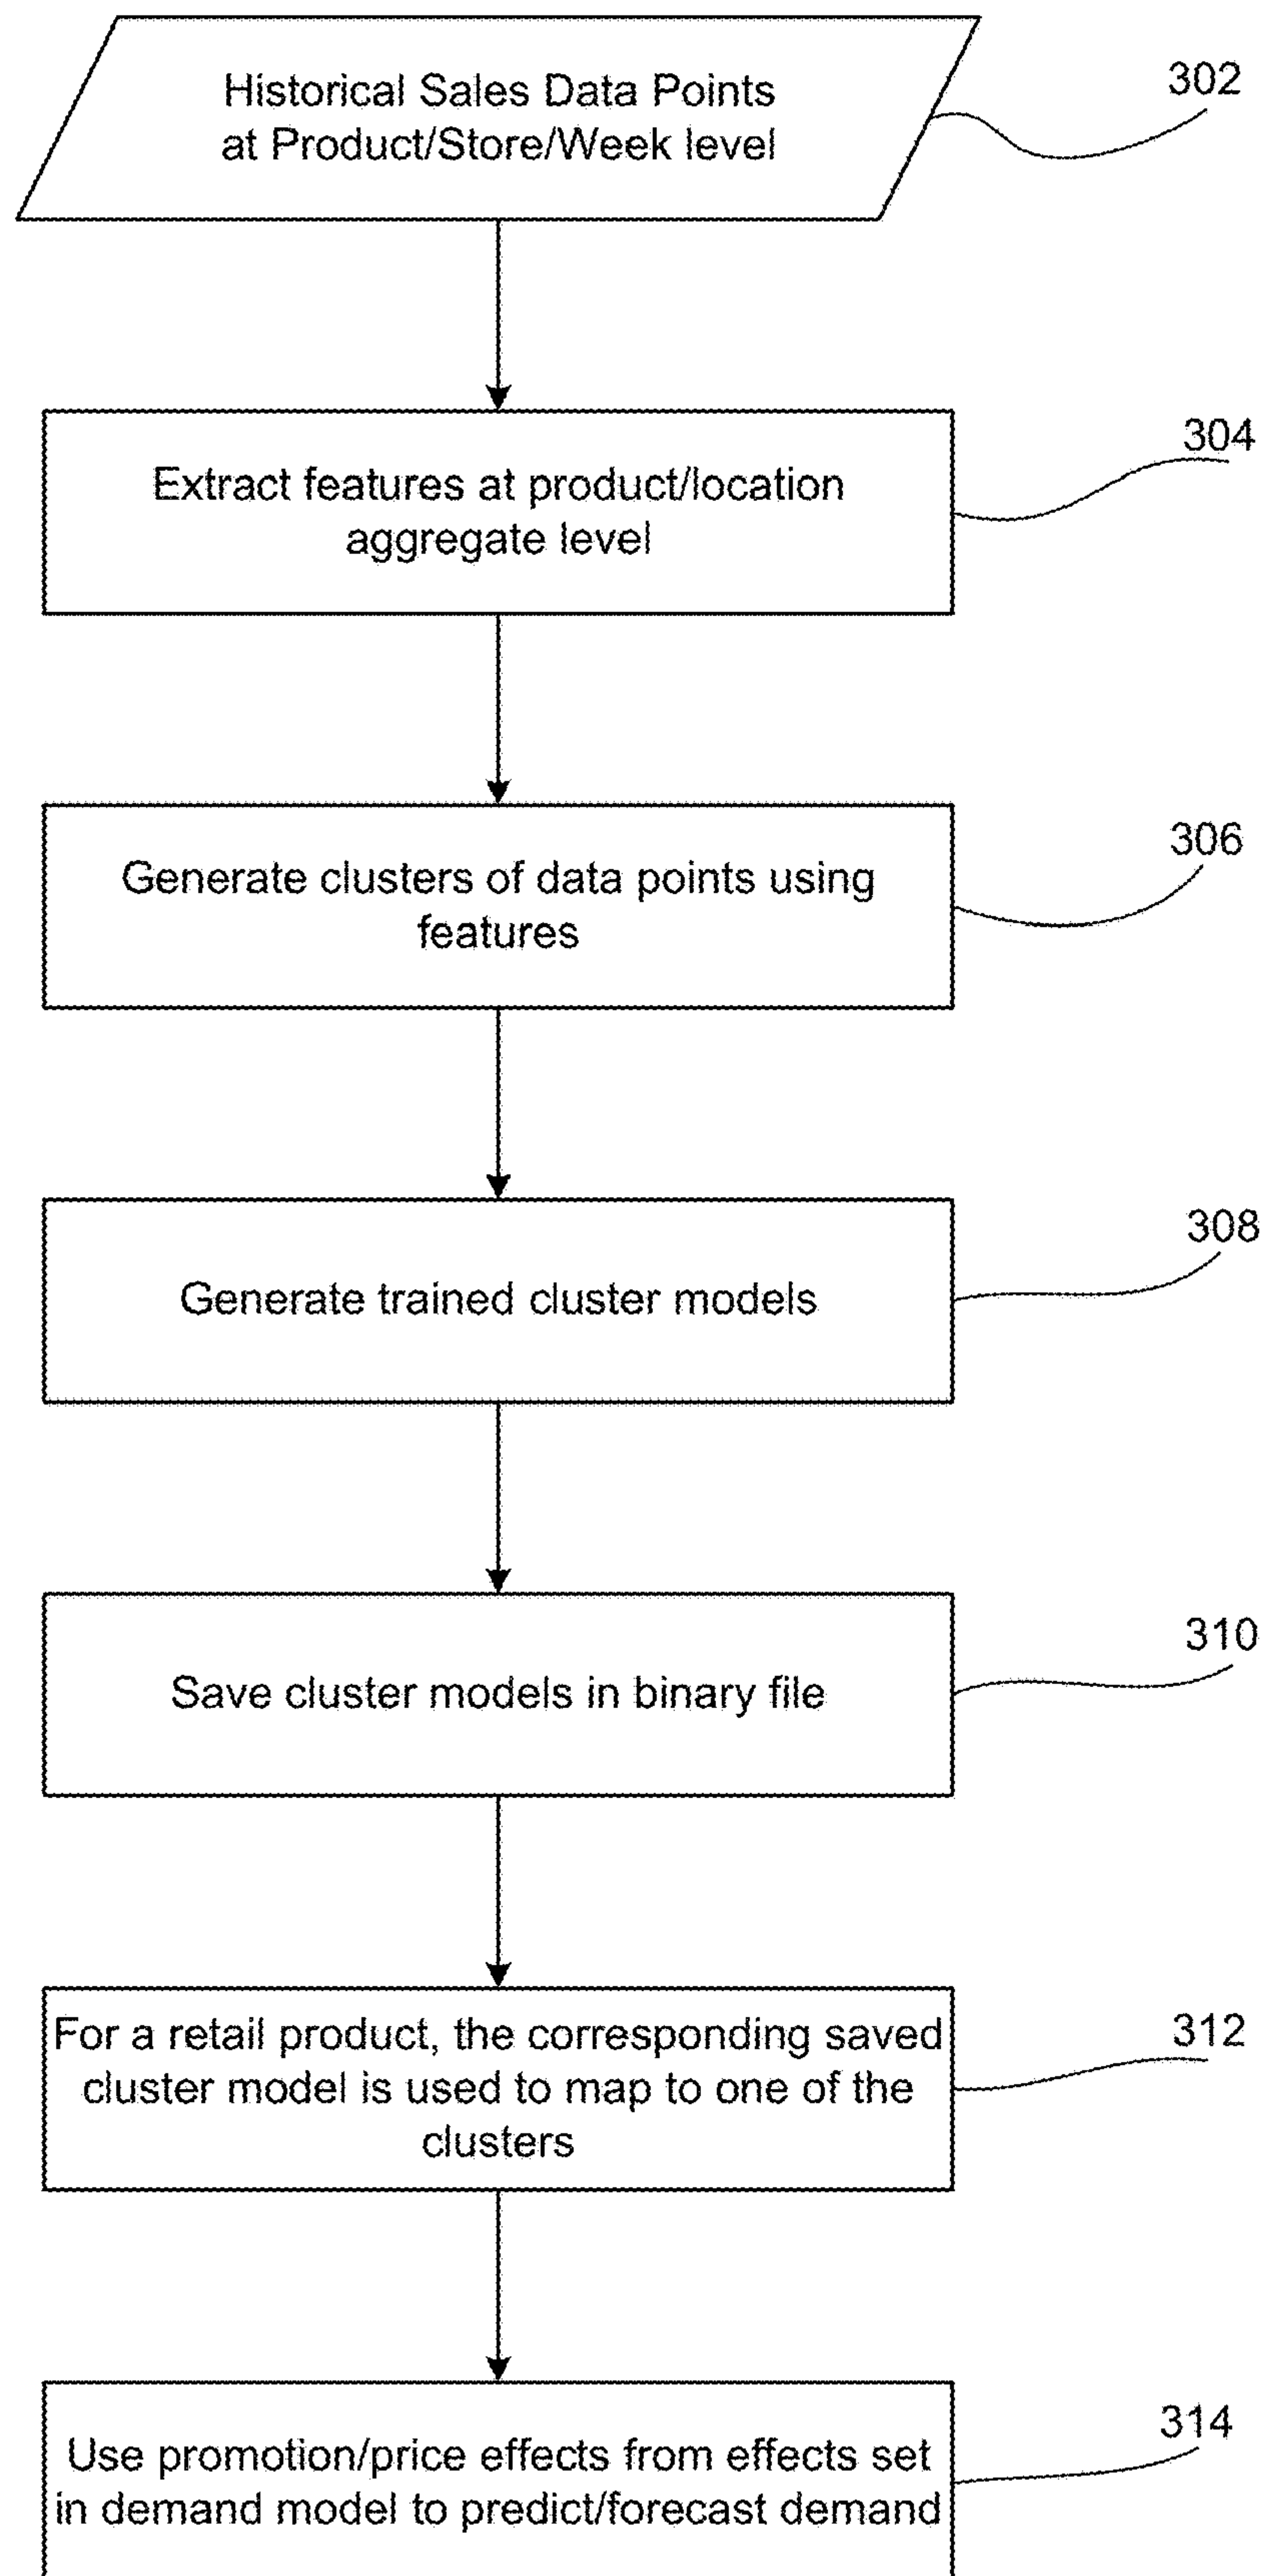 Historical Sales Data Points
at Product/Store/Week level
302
Extract features at product/location
aggregate level
304
Generate clusters of data points using
features
306
Generate trained cluster models
308
Save cluster models in binary file
310
For a retail product, the corresponding saved
cluster model is used to map to one of the
clusters
312
Use promotion/price effects from effects set
in demand model to predict/forecast demand
314